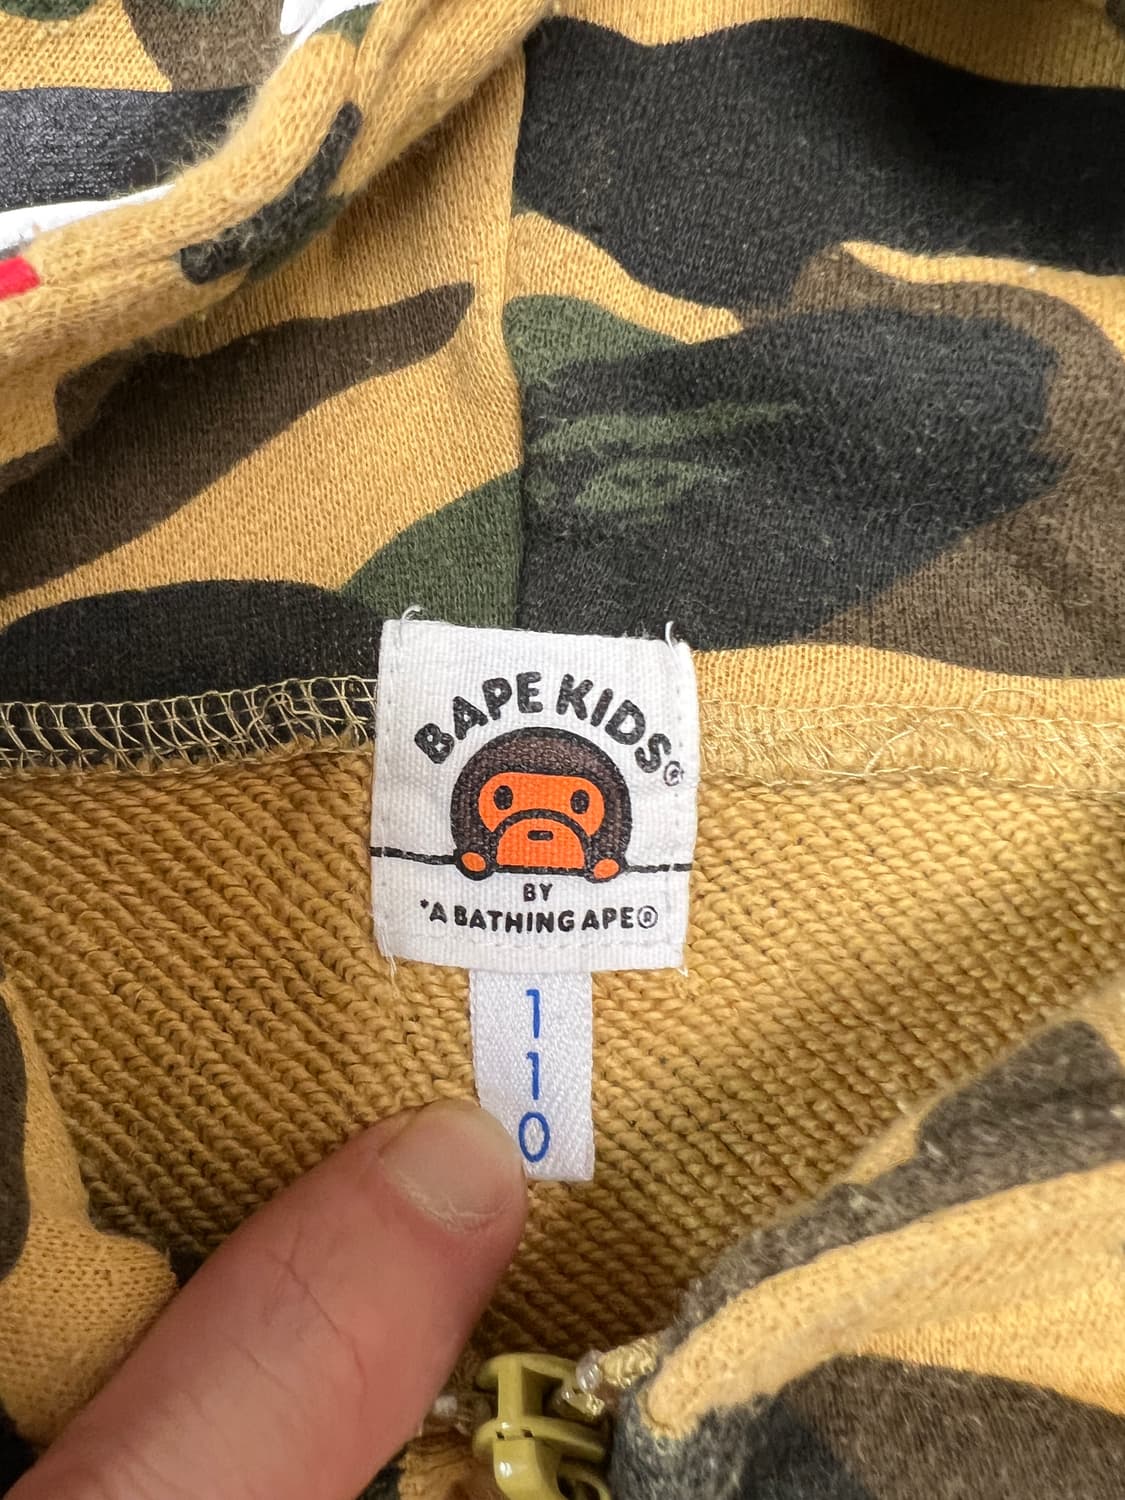 BAPE KIDS®
BY
*A BATHING APE®
110